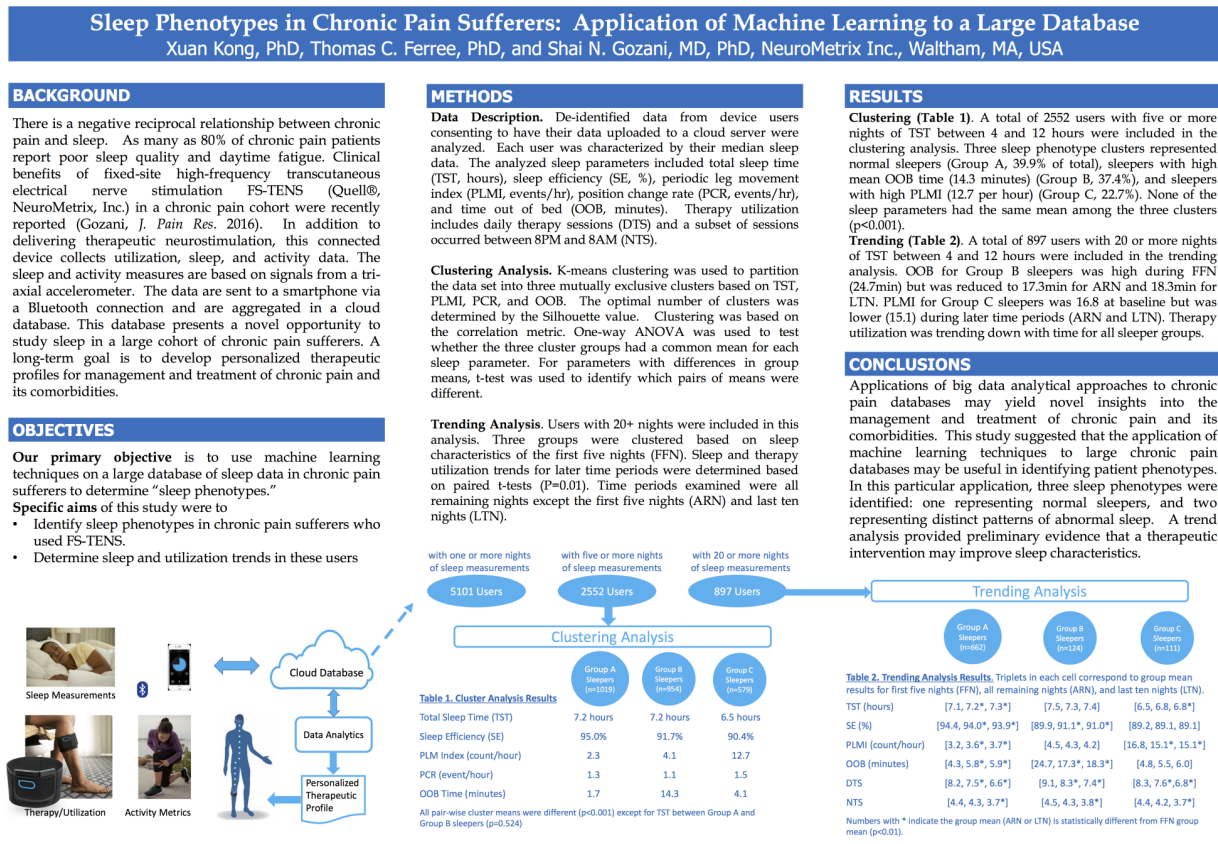 Sleep Phenotypes in Chronic Pain Sufferers:  Application of Machine Learning to a Large Database
Xuan Kong, PhD, Thomas C. Ferree, PhD, and Shai N. Gozani, MD, PhD, NeuroMetrix Inc., Waltham, MA, USA
BACKGROUND
There is a negative reciprocal relationship between chronic
pain and sleep.   As many as 80% of chronic pain patients
report poor sleep quality and daytime fatigue. Clinical
benefits of fixed-site high-frequency transcutaneous
electrical nerve stimulation FS-TENS (Quell®,
NeuroMetrix, Inc.) in a chronic pain cohort were recently
reported (Gozani, J. Pain Res. 2016).  In addition to
delivering therapeutic neurostimulation, this connected
device collects utilization, sleep, and activity data. The
sleep and activity measures are based on signals from a tri-
axial accelerometer.  The data are sent to a smartphone via
a Bluetooth connection and are aggregated in a cloud
database. This database presents a novel opportunity to
study sleep in a large cohort of chronic pain sufferers. A
long-term goal is to develop personalized therapeutic
profiles for management and treatment of chronic pain and
its comorbidities.
OBJECTIVES
Our primary objective is to use machine learning
techniques on a large database of sleep data in chronic pain
sufferers to determine “sleep phenotypes.”
Specific aims of this study were to
• Identify sleep phenotypes in chronic pain sufferers who
used FS-TENS.
• Determine sleep and utilization trends in these users
Sleep Measurements
Cloud Database
Data Analytics
Personalized
Therapeutic
Profile
Therapy/Utilization
Activity Metrics
METHODS
Data Description. De-identified data from device users
consenting to have their data uploaded to a cloud server were
analyzed.  Each user was characterized by their median sleep
data. The analyzed sleep parameters included total sleep time
(TST, hours), sleep efficiency (SE, %), periodic leg movement
index (PLMI, events/hr), position change rate (PCR, events/hr),
and time out of bed (OOB, minutes).  Therapy utilization
includes daily therapy sessions (DTS) and a subset of sessions
occurred between 8PM and 8AM (NTS).
Clustering Analysis. K-means clustering was used to partition
the data set into three mutually exclusive clusters based on TST,
PLMI, PCR, and OOB.  The optimal number of clusters was
determined by the Silhouette value.  Clustering was based on
the correlation metric. One-way ANOVA was used to test
whether the three cluster groups had a common mean for each
sleep parameter. For parameters with differences in group
means, t-test was used to identify which pairs of means were
different.
Trending Analysis. Users with 20+ nights were included in this
analysis. Three groups were clustered based on sleep
characteristics of the first five nights (FFN). Sleep and therapy
utilization trends for later time periods were determined based
on paired t-tests (P=0.01). Time periods examined were all
remaining nights except the first five nights (ARN) and last ten
nights (LTN).
with one or more nights
of sleep measurements
with five or more nights
of sleep measurements
with 20 or more nights
of sleep measurements
5101 Users
2552 Users
897 Users
Clustering Analysis
Group A
Sleepers
(n=1019)
Group B
Sleepers
(n=954)
Group C
Sleepers
(n=579)
Table 1. Cluster Analysis Results
Total Sleep Time (TST) 7.2 hours 7.2 hours 6.5 hours
Sleep Efficiency (SE) 95.0% 91.7% 90.4%
PLM Index (count/hour) 2.3 4.1 12.7
PCR (event/hour) 1.3 1.1 1.5
OOB Time (minutes) 1.7 14.3 4.1
All pair-wise cluster means were different (p<0.001) except for TST between Group A and
Group B sleepers (p=0.524)
RESULTS
Clustering (Table 1). A total of 2552 users with five or more
nights of TST between 4 and 12 hours were included in the
clustering analysis. Three sleep phenotype clusters represented
normal sleepers (Group A, 39.9% of total), sleepers with high
mean OOB time (14.3 minutes) (Group B, 37.4%), and sleepers
with high PLMI (12.7 per hour) (Group C, 22.7%). None of the
sleep parameters had the same mean among the three clusters
(p<0.001).
Trending (Table 2). A total of 897 users with 20 or more nights
of TST between 4 and 12 hours were included in the trending
analysis. OOB for Group B sleepers was high during FFN
(24.7min) but was reduced to 17.3min for ARN and 18.3min for
LTN. PLMI for Group C sleepers was 16.8 at baseline but was
lower (15.1) during later time periods (ARN and LTN). Therapy
utilization was trending down with time for all sleeper groups.
CONCLUSIONS
Applications of big data analytical approaches to chronic
pain databases may yield novel insights into the
management and treatment of chronic pain and its
comorbidities.  This study suggested that the application of
machine learning techniques to large chronic pain
databases may be useful in identifying patient phenotypes.
In this particular application, three sleep phenotypes were
identified: one representing normal sleepers, and two
representing distinct patterns of abnormal sleep.  A trend
analysis provided preliminary evidence that a therapeutic
intervention may improve sleep characteristics.
Trending Analysis
Group A
Sleepers
(n=662)
Group B
Sleepers
(n=124)
Group C
Sleepers
(n=111)
Table 2. Trending Analysis Results. Triplets in each cell correspond to group mean
results for first five nights (FFN), all remaining nights (ARN), and last ten nights (LTN).
TST (hours) [7.1, 7.2*, 7.3*] [7.5, 7.3, 7.4] [6.5, 6.8, 6.8*]
SE (%) [94.4, 94.0*, 93.9*] [89.9, 91.1*, 91.0*] [89.2, 89.1, 89.1]
PLMI (count/hour) [3.2, 3.6*, 3.7*] [4.5, 4.3, 4.2] [16.8, 15.1*, 15.1*]
OOB (minutes) [4.3, 5.8*, 5.9*] [24.7, 17.3*, 18.3*] [4.8, 5.5, 6.0]
DTS [8.2, 7.5*, 6.6*] [9.1, 8.3*, 7.4*] [8.3, 7.6*,6.8*]
NTS [4.4, 4.3, 3.7*] [4.5, 4.3, 3.8*] [4.4, 4.2, 3.7*]
Numbers with * indicate the group mean (ARN or LTN) is statistically different from FFN group
mean (p<0.01).